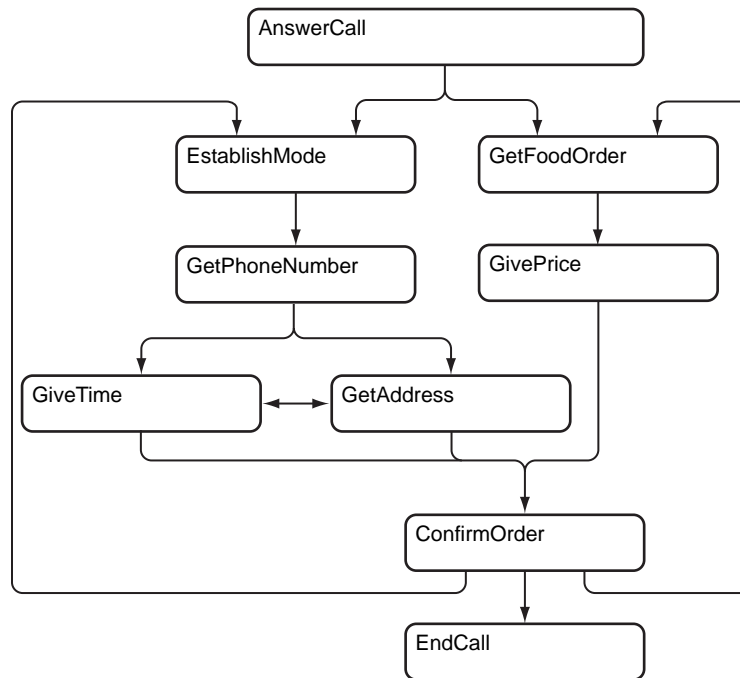 AnswerCall
EstablishMode
GetFoodOrder
GetPhoneNumber
GivePrice
GiveTime
GetAddress
ConfirmOrder
EndCall